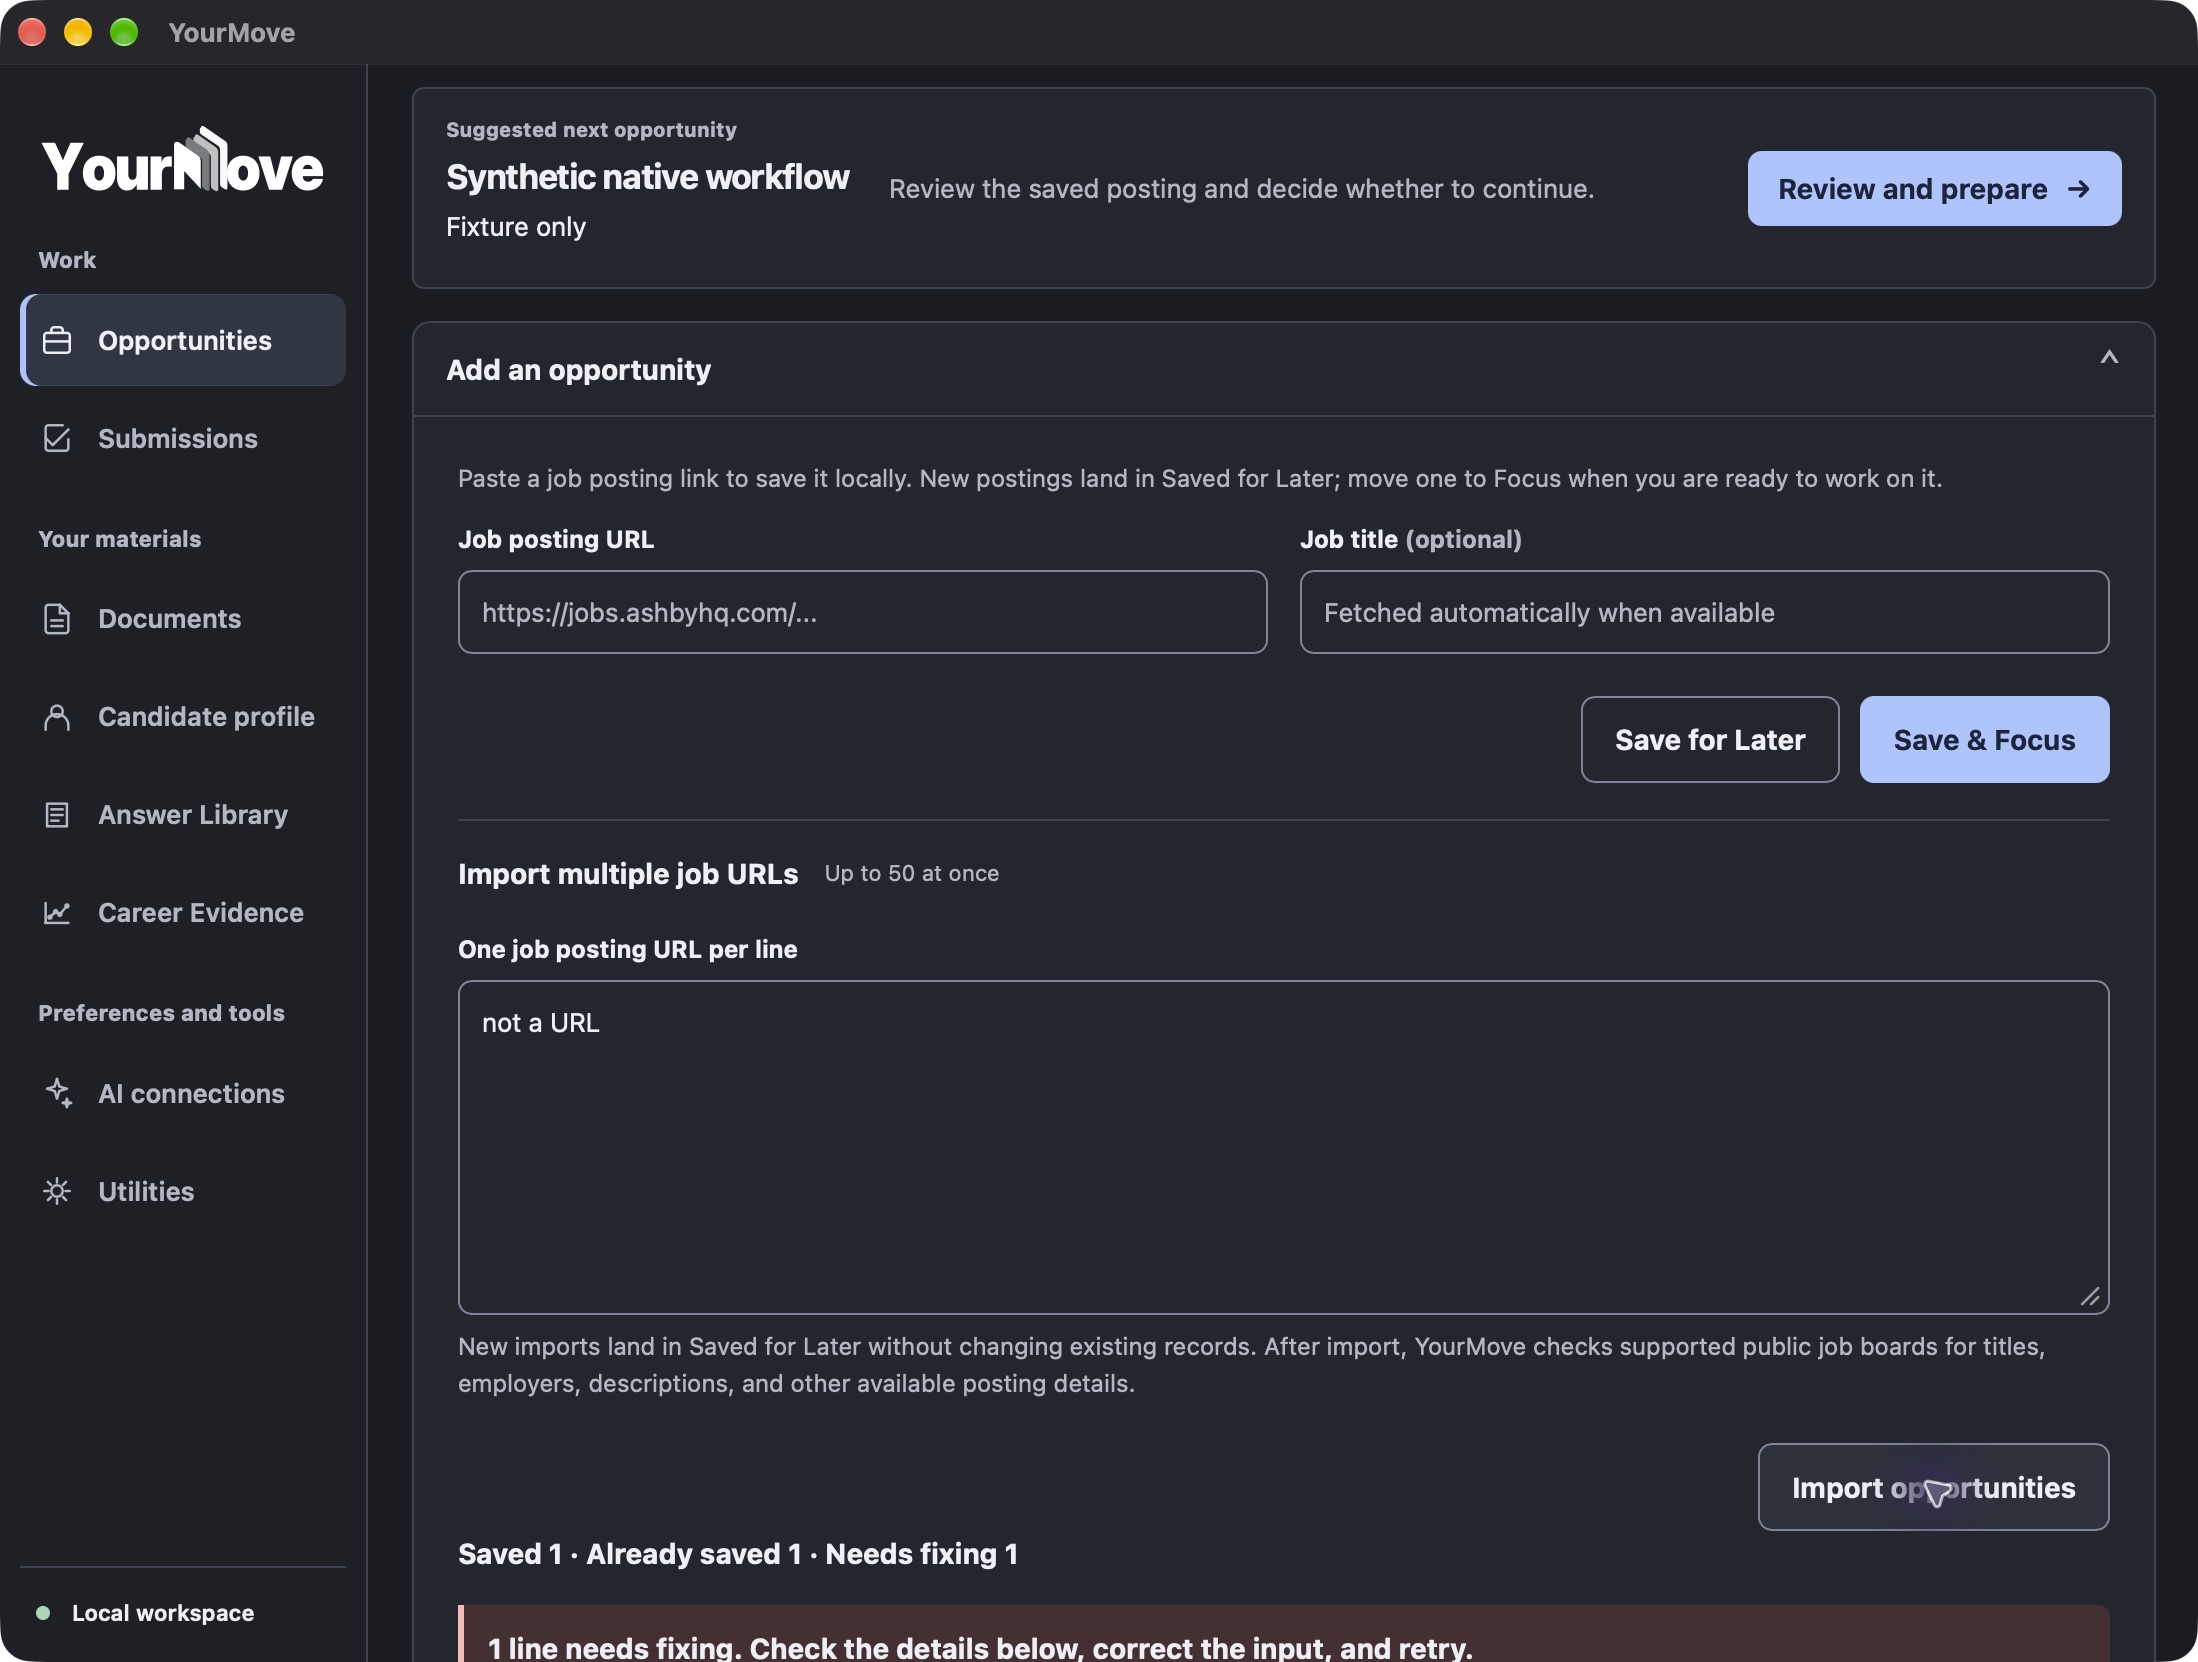 YourMove
YourMove
Work
Opportunities
Submissions
Your materials
Documents
Candidate profile
Answer Library
Career Evidence
Preferences and tools
AI connections
Utilities
Local workspace
Suggested next opportunity
Synthetic native workflow
Fixture only
Review the saved posting and decide whether to continue.
Review and prepare →
Add an opportunity
Paste a job posting link to save it locally. New postings land in Saved for Later; move one to Focus when you are ready to work on it.
Job posting URL
https://jobs.ashbyhq.com/...
Job title (optional)
Fetched automatically when available
Save for Later
Save & Focus
Import multiple job URLs Up to 50 at once
One job posting URL per line
not a URL
New imports land in Saved for Later without changing existing records. After import, YourMove checks supported public job boards for titles,
employers, descriptions, and other available posting details.
Import opportunities
Saved 1 · Already saved 1 · Needs fixing 1
1 line needs fixing. Check the details below, correct the input, and retry.